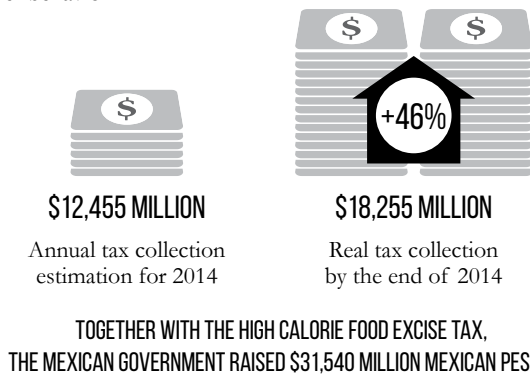 $
$ $
+46%
$12,455 MILLION
$18,255 MILLION
Annual tax collection
estimation for 2014
Real tax collection
by the end of 2014
TOGETHER WITH THE HIGH CALORIE FOOD EXCISE TAX,
THE MEXICAN GOVERNMENT RAISED $31,540 MILLION MEXICAN PES